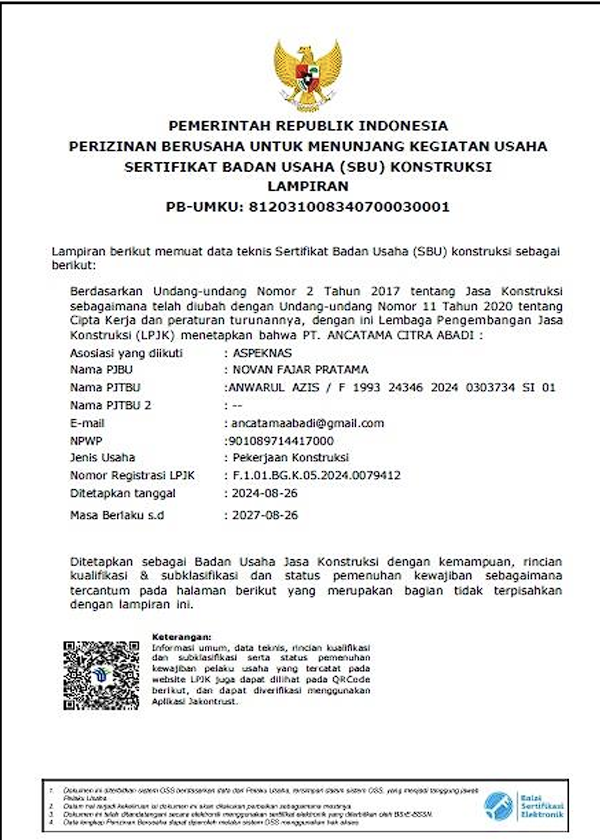 PEMERINTAH REPUBLIK INDONESIA
PERIZINAN BERUSAHA UNTUK MENUNJANG KEGIATAN USAHA
SERTIFIKAT BADAN USAHA (SBU) KONSTRUKSI
LAMPIRAN
PB-UMKU: 812031008340700030001
Lampiran berikut memuat data teknis Sertifikat Badan Usaha (SBU) konstruksi sebagai
berikut:
Berdasarkan Undang-undang Nomor 2 Tahun 2017 tentang Jasa Konstruksi
sebagaimana telah diubah dengan Undang-undang Nomor 11 Tahun 2020 tentang
Cipta Kerja dan peraturan turunannya, dengan ini Lembaga Pengembangan Jasa
Konstruksi (LPJK) menetapkan bahwa PT. ANCATAMA CITRA ABADI :
Asosiasi yang diikuti : ASPEKNAS
Nama PJBU : NOVAN FAJAR PRATAMA
Nama PJTBU :ANWARUL AZIS / F 1993 24346 2024 0303734 SI 01
Nama PJTBU 2 : --
E-mail : ancatamaabadi@gmail.com
NPWP :901089714417000
Jenis Usaha : Pekerjaan Konstruksi
Nomor Registrasi LPJK : F.1.01.BG.K.05.2024.0079412
Ditetapkan tanggal : 2024-08-26
Masa Berlaku s.d : 2027-08-26
Ditetapkan sebagai Badan Usaha Jasa Konstruksi dengan kemampuan, rincian
kualifikasi & subklasifikasi dan status pemenuhan kewajiban sebagaimana
tercantum pada halaman berikut yang merupakan bagian tidak terpisahkan
dengan lampiran ini.
Keterangan:
Informasi umum, data teknis, rincian kualifikasi
dan subklasifikasi serta status pemenuhan
kewajiban pelaku usaha yang tercatat pada
website LPJK juga dapat dilihat pada QRCode
berikut, dan dapat diverifikasi menggunakan
Aplikasi Jakontrust.
1. Dokumen ini diterbitkan sistem OSS berdasarkan data dari Pelaku Usaha, tersimpan dalam sistem OSS, yang menjadi tanggung jawab
Pelaku Usaha.
2. Dalam hal terjadi kekeliruan isi dokumen ini akan dilakukan perbaikan sebagaimana mestinya.
3. Dokumen ini telah ditandatangani secara elektronik menggunakan sertifikat elektronik yang diterbitkan oleh BSrE-BSSN.
4. Data lengkap Perizinan Berusaha dapat diperoleh melalui sistem OSS menggunakan hak akses.
Balai
Sertifikasi
Elektronik